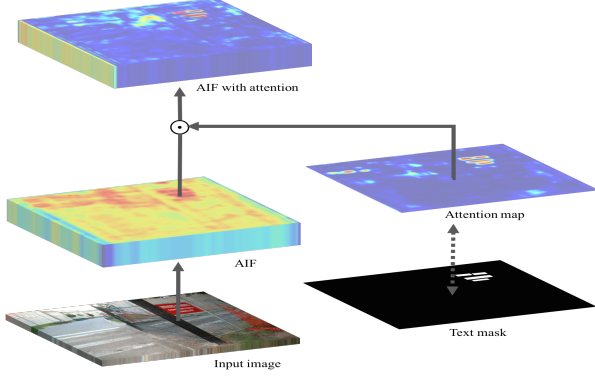 AIF with attention
Attention map
AIF
Text mask
Input image